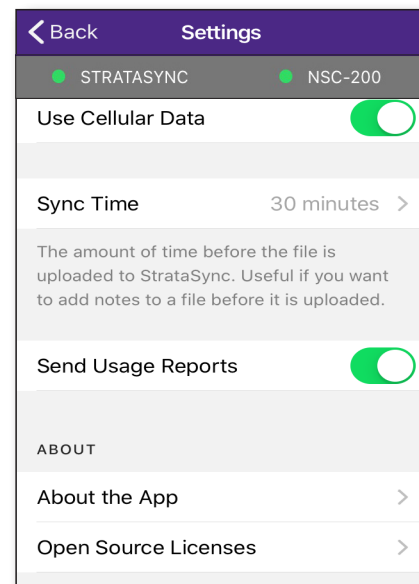 Back Settings
STRATASYNC NSC-200
Use Cellular Data
Sync Time 30 minutes
The amount of time before the file is
uploaded to StrataSync. Useful if you want
to add notes to a file before it is uploaded.
Send Usage Reports
ABOUT
About the App
Open Source Licenses